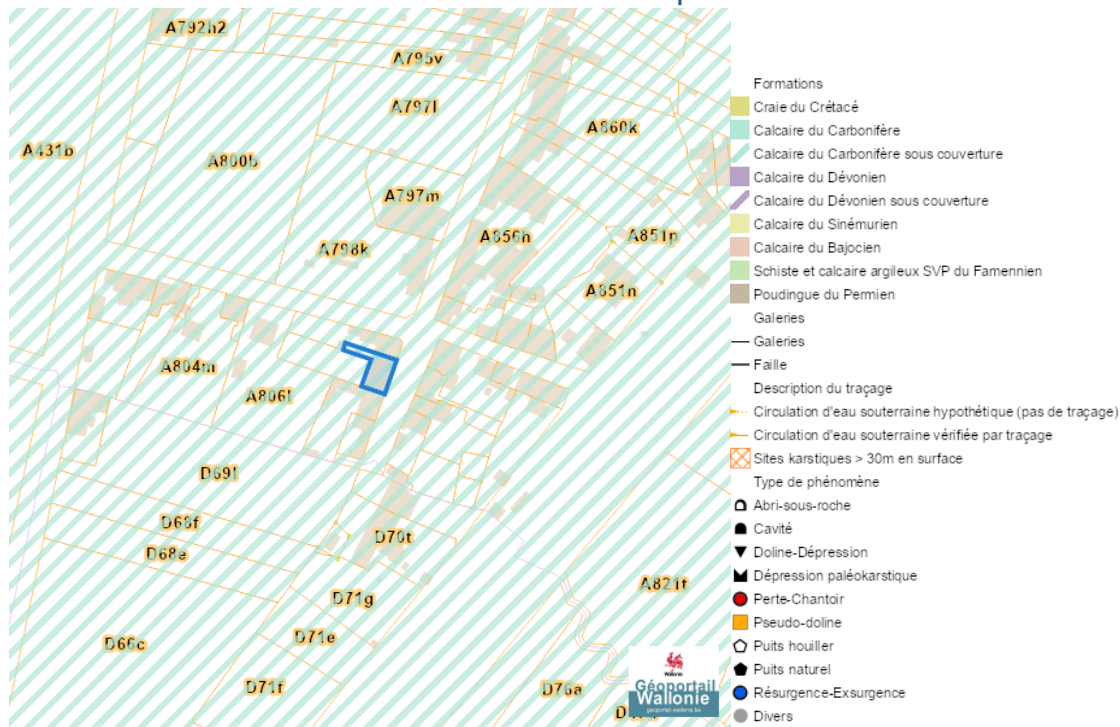 A792h2
A795v
A797l
A860k
A431b
A800b
A797m
A856h
A851p
A798k
A851n
A804m
A806l
D69l
D68f
D70t
D68e
A821f
D71g
D71e
D66c
D71f
D76a
Wallonie
Géoportail
Wallonie
geoportail.wallonie.be
Formations
Craie du Crétacé
Calcaire du Carbonifère
Calcaire du Carbonifère sous couverture
Calcaire du Dévonien
Calcaire du Dévonien sous couverture
Calcaire du Sinémurien
Calcaire du Bajocien
Schiste et calcaire argileux SVP du Famennien
Poudingue du Permien
Galeries
Galeries
Faille
Description du traçage
Circulation d'eau souterraine hypothétique (pas de traçage)
Circulation d'eau souterraine vérifiée par traçage
Sites karstiques > 30m en surface
Type de phénomène
Abri-sous-roche
Cavité
Doline-Dépression
Dépression paléokarstique
Perte-Chantoir
Pseudo-doline
Puits houiller
Puits naturel
Résurgence-Exsurgence
Divers